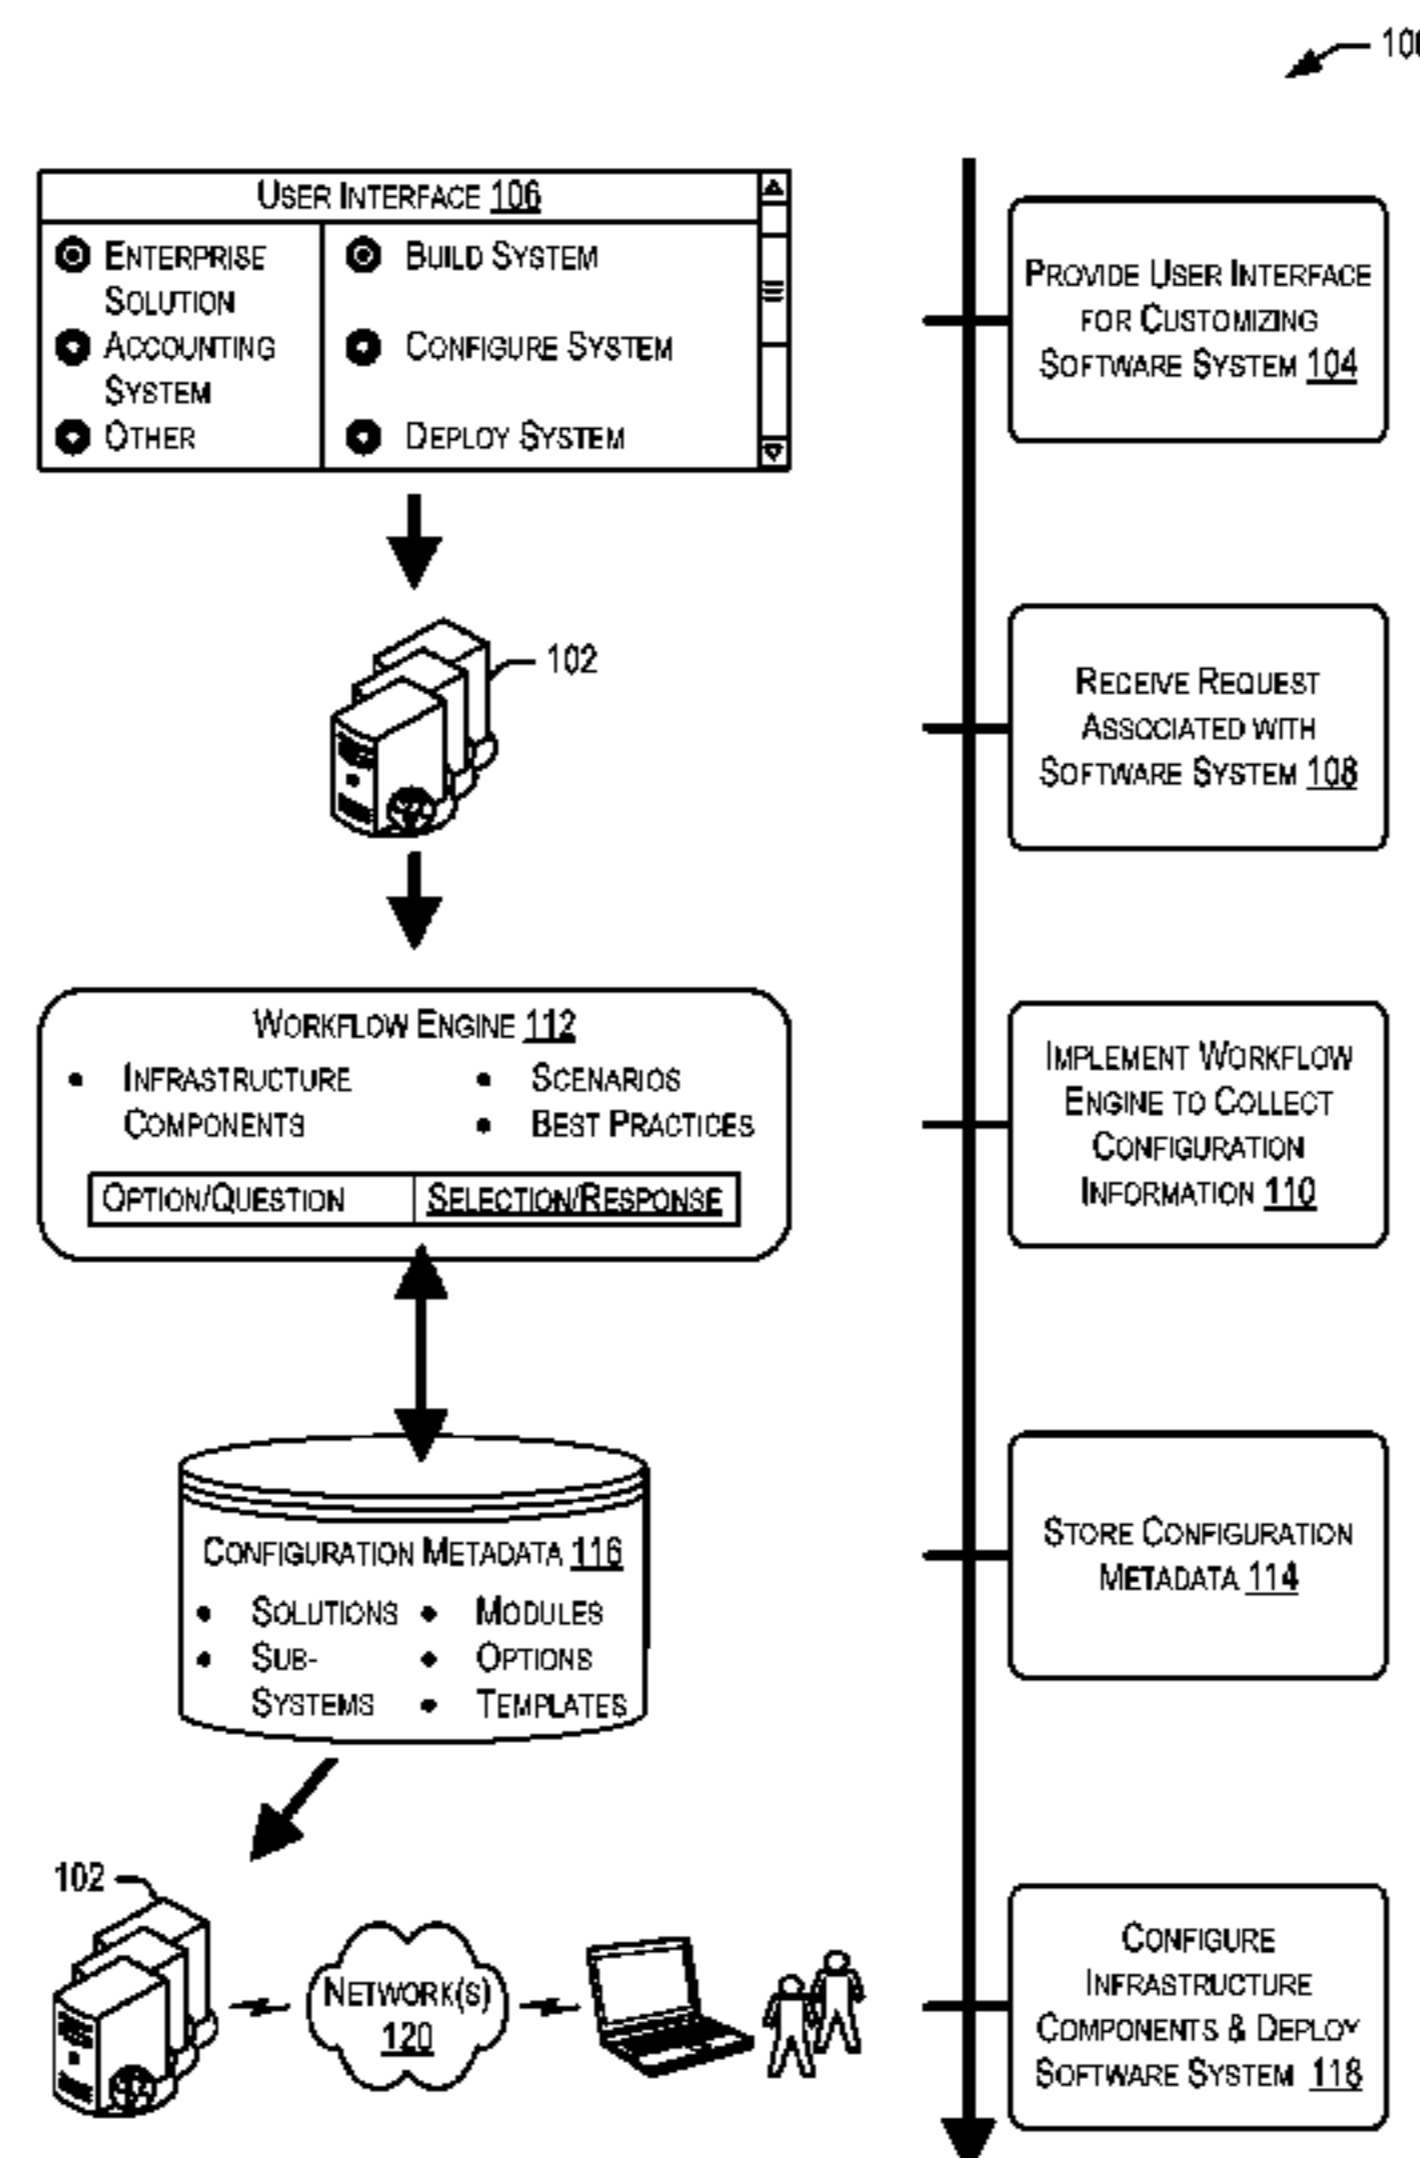 100
USER INTERFACE 106
ENTERPRISE
SOLUTION
ACCOUNTING
SYSTEM
OTHER
BUILD SYSTEM
CONFIGURE SYSTEM
DEPLOY SYSTEM
PROVIDE USER INTERFACE
FOR CUSTOMIZING
SOFTWARE SYSTEM 104
102
RECEIVE REQUEST
ASSOCIATED WITH
SOFTWARE SYSTEM 108
WORKFLOW ENGINE 112
INFRASTRUCTURE
COMPONENTS
SCENARIOS
BEST PRACTICES
OPTION/QUESTION
SELECTION/RESPONSE
IMPLEMENT WORKFLOW
ENGINE TO COLLECT
CONFIGURATION
INFORMATION 110
CONFIGURATION METADATA 116
SOLUTIONS
SUB-
SYSTEMS
MODULES
OPTIONS
TEMPLATES
STORE CONFIGURATION
METADATA 114
102
NETWORK(S)
120
CONFIGURE
INFRASTRUCTURE
COMPONENTS & DEPLOY
SOFTWARE SYSTEM 118